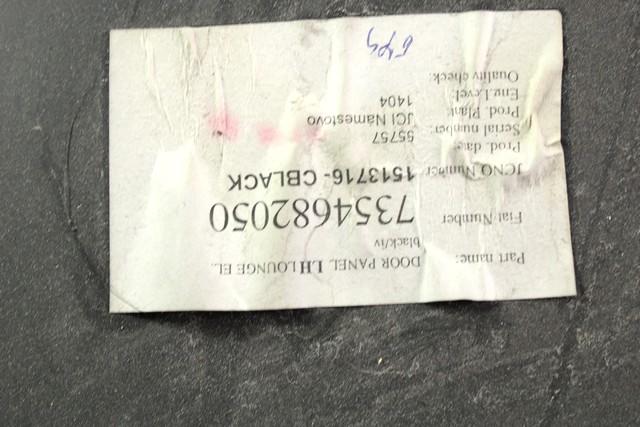 Part name: DOOR PANEL LH LOUNGE EL.
black/iv
Fiat Number 7354682050
JCNO Number 1513716- CBLACK
Prod. date:
Serial number: 55757
Prod. Plant: JCI Námestovo
Eng.Level: 1404
Quality check: